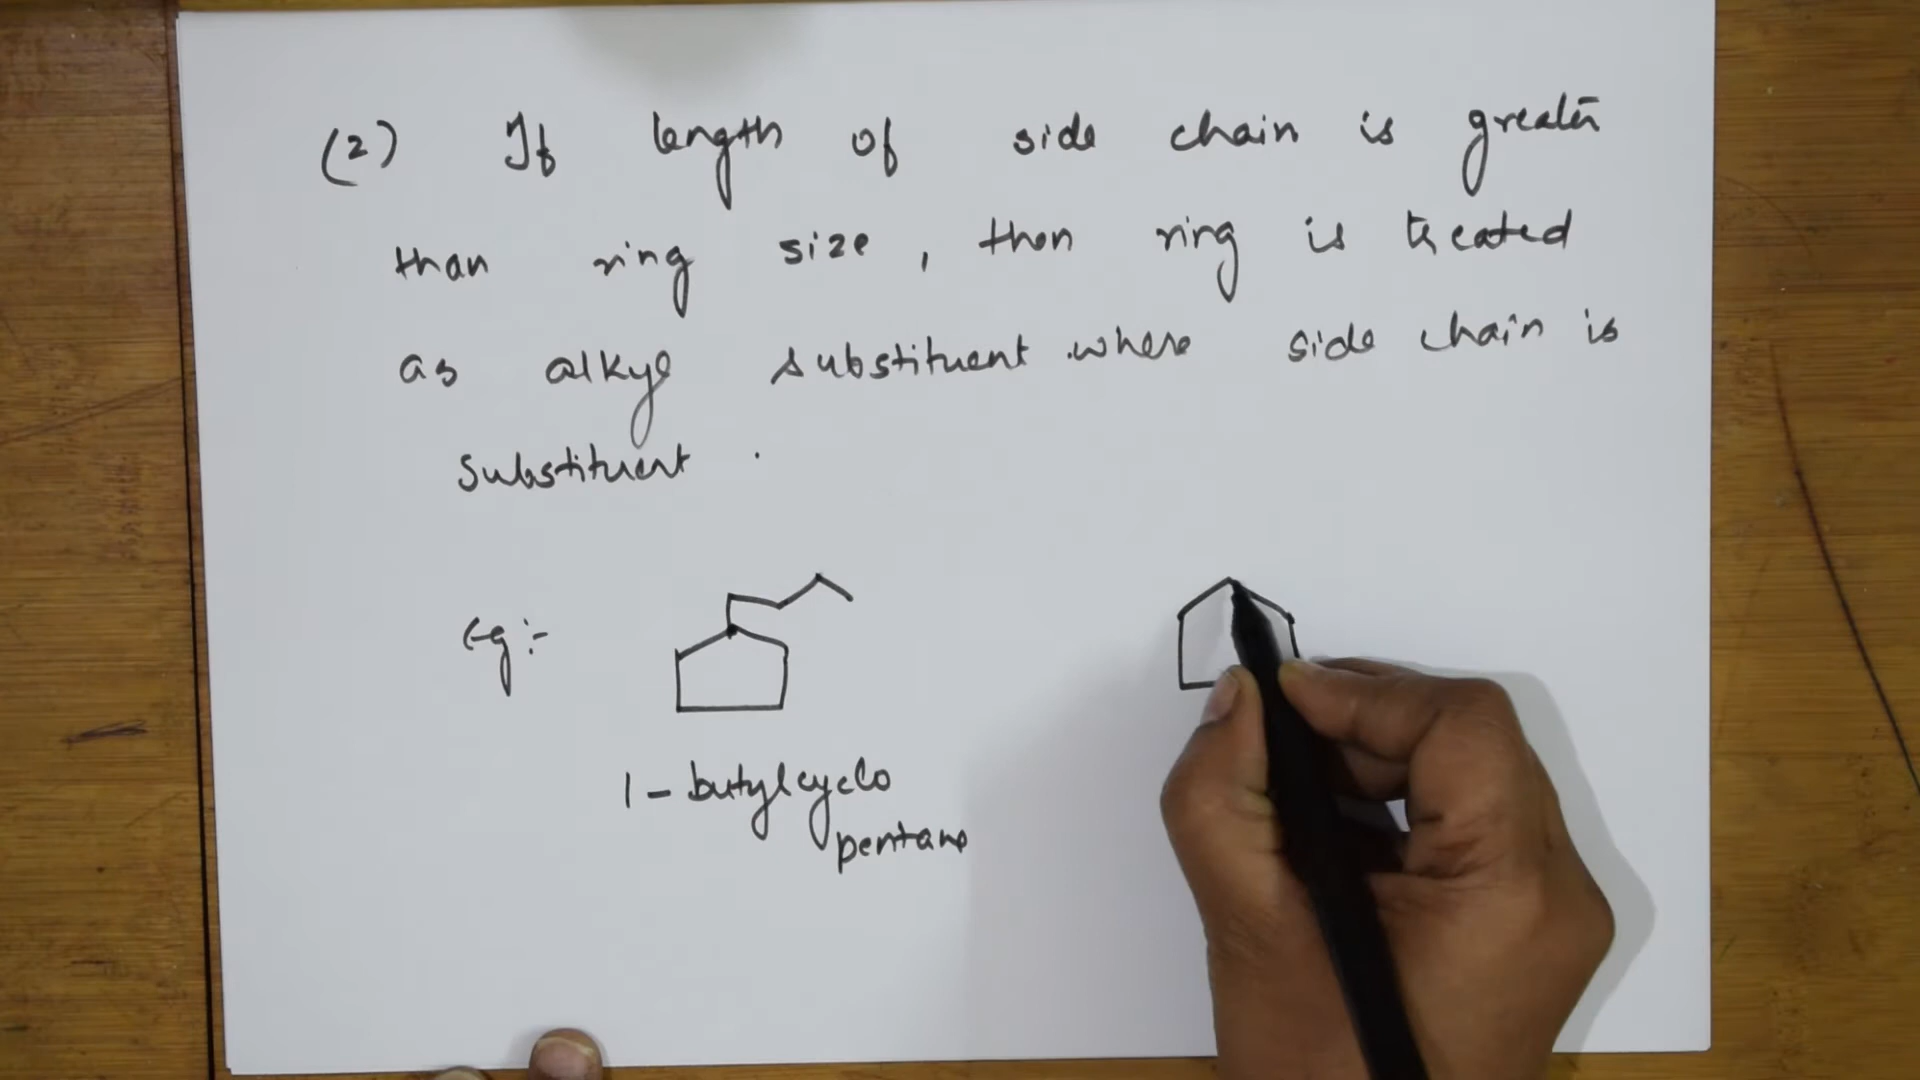 (2) If length of side chain is greater
than ring size, then ring is treated
as alkyl substituent where side chain is
substituent.
eg:-
1-butylcyclo
pentane